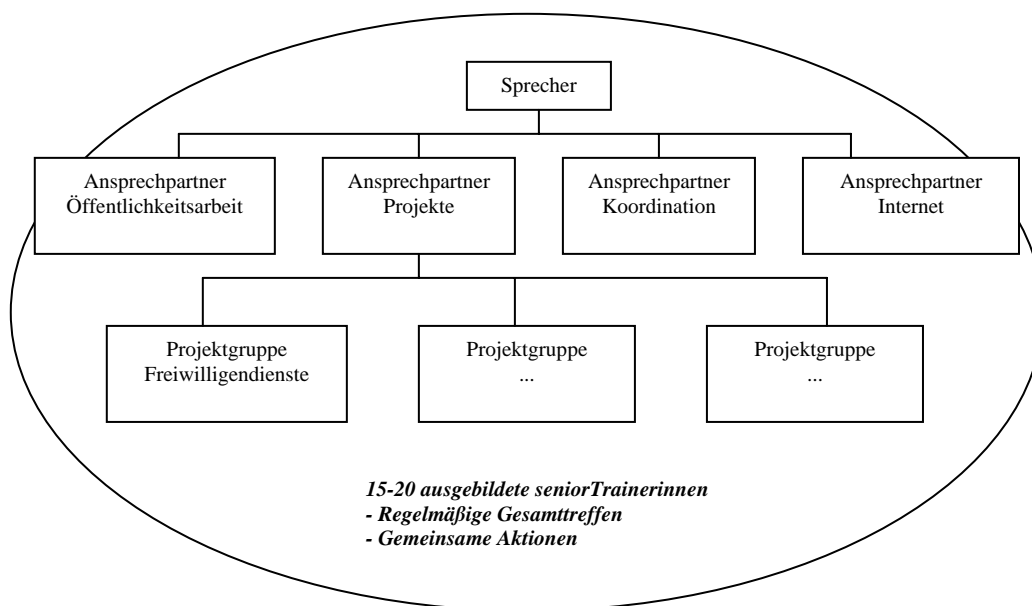 Sprecher
Ansprechpartner
Öffentlichkeitsarbeit
Ansprechpartner
Projekte
Ansprechpartner
Koordination
Ansprechpartner
Internet
Projektgruppe
Freiwilligendienste
Projektgruppe
...
Projektgruppe
...
15-20 ausgebildete seniorTrainerinnen
- Regelmäßige Gesamttreffen
- Gemeinsame Aktionen